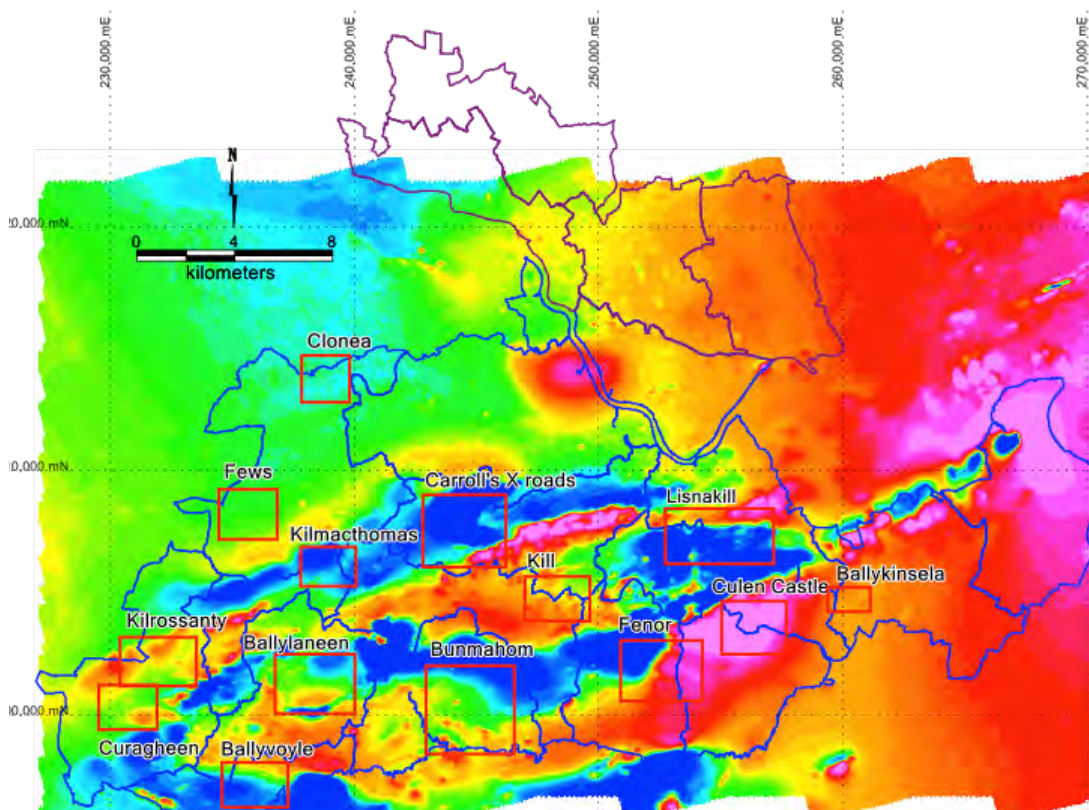 230,000.mE
240,000.mE
250,000.mE
260,000.mE
270,000.mE
N
0 4 8
kilometers
Clonea
Fews
Carroll's X roads
Lisnakill
Kilmacthomas
Kill
Culen Castle
Ballykinsela
Kilrossanty
Ballylaneen
Bunmahom
Fenor
Curagheen
Ballyvoyle